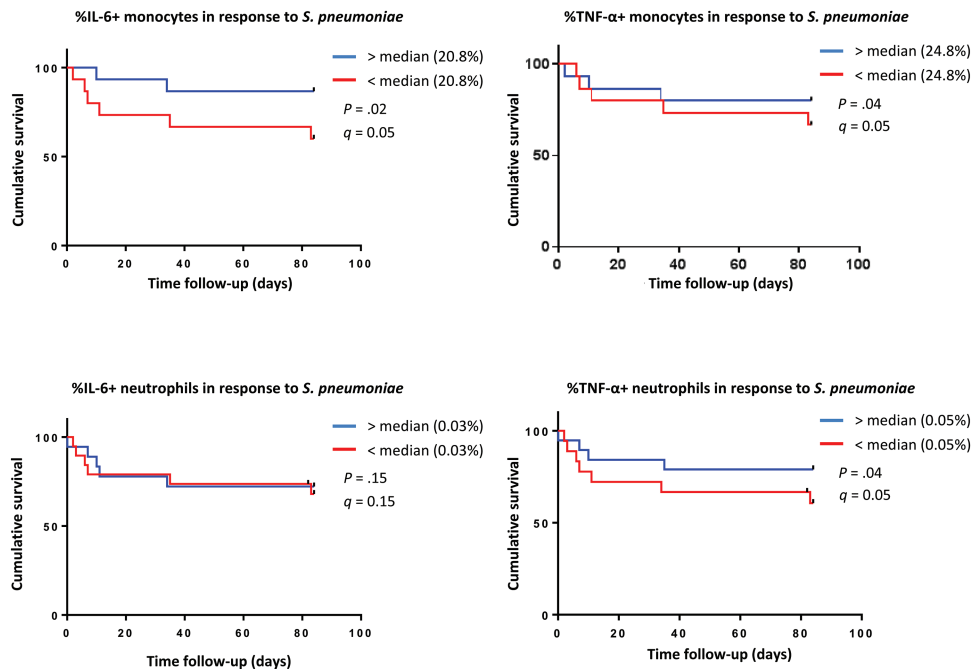 %IL-6+ monocytes in response to S. pneumoniae
> median (20.8%)
< median (20.8%)
P = .02
q = 0.05
Cumulative survival
100
50
0
0 20 40 60 80 100
Time follow-up (days)
%TNF-α+ monocytes in response to S. pneumoniae
> median (24.8%)
< median (24.8%)
P = .04
q = 0.05
Cumulative survival
100
50
0
0 20 40 60 80 100
Time follow-up (days)
%IL-6+ neutrophils in response to S. pneumoniae
> median (0.03%)
< median (0.03%)
P = .15
q = 0.15
Cumulative survival
100
50
0
0 20 40 60 80 100
Time follow-up (days)
%TNF-α+ neutrophils in response to S. pneumoniae
> median (0.05%)
< median (0.05%)
P = .04
q = 0.05
Cumulative survival
100
50
0
0 20 40 60 80 100
Time follow-up (days)